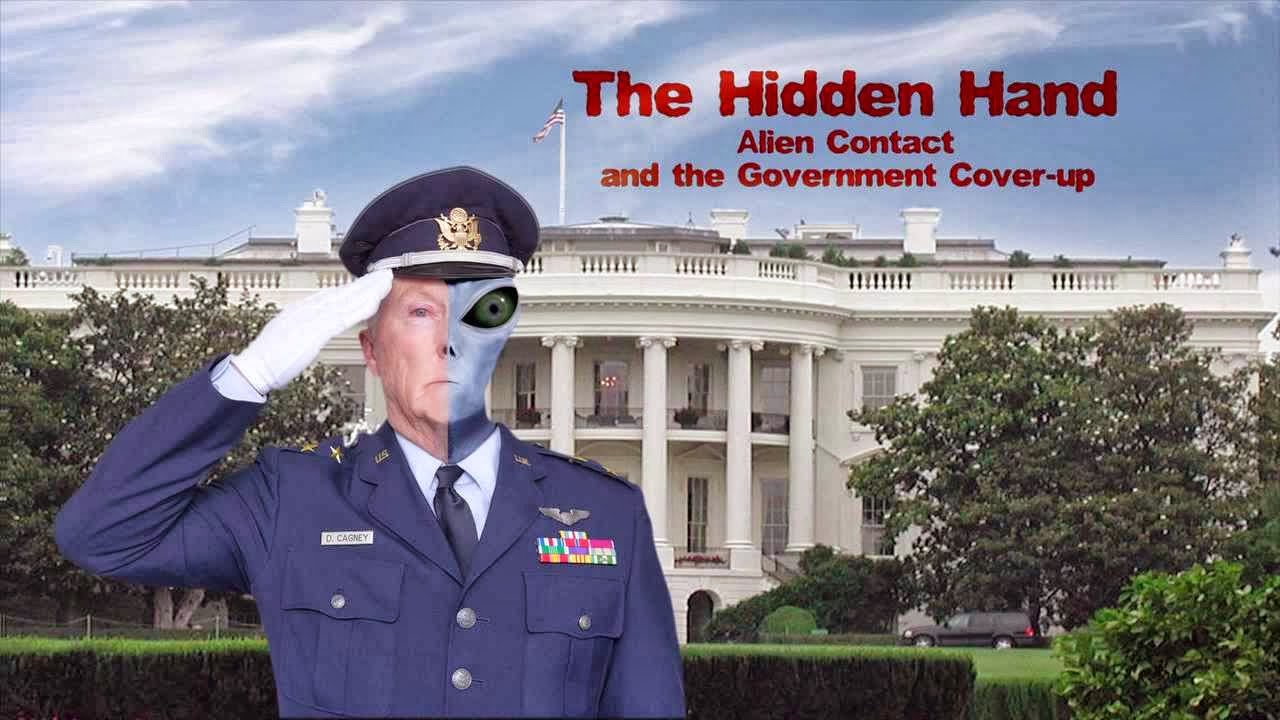 The Hidden Hand
Alien Contact
and the Government Cover-up
U.S.
U.S.
D. CAGNEY